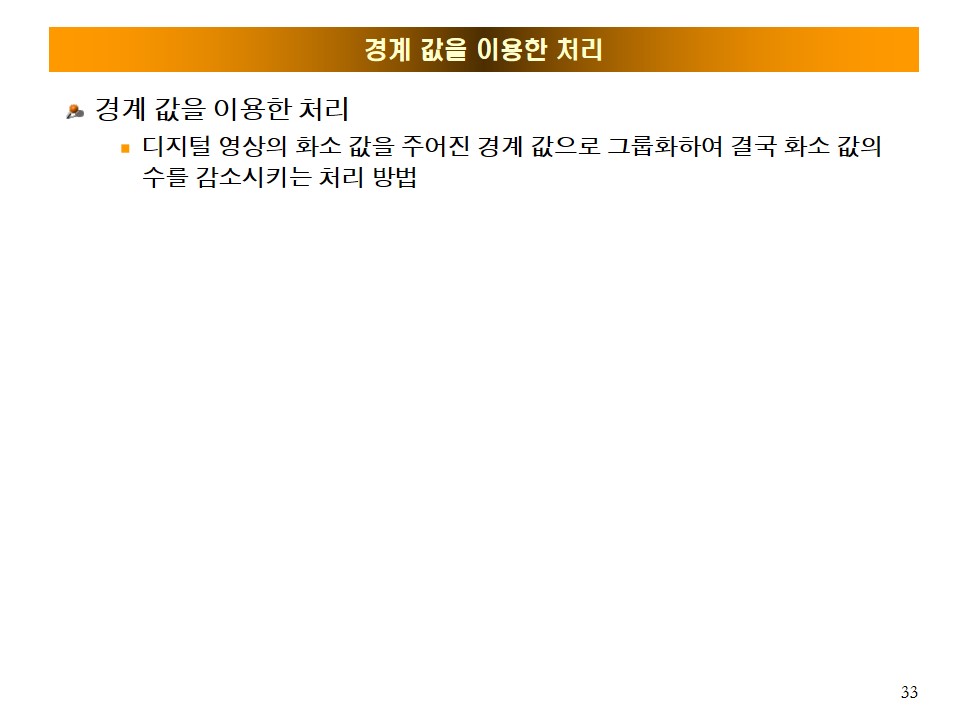 경계 값을 이용한 처리
경계 값을 이용한 처리
디지털 영상의 화소 값을 주어진 경계 값으로 그룹화하여 결국 화소 값의
수를 감소시키는 처리 방법
33